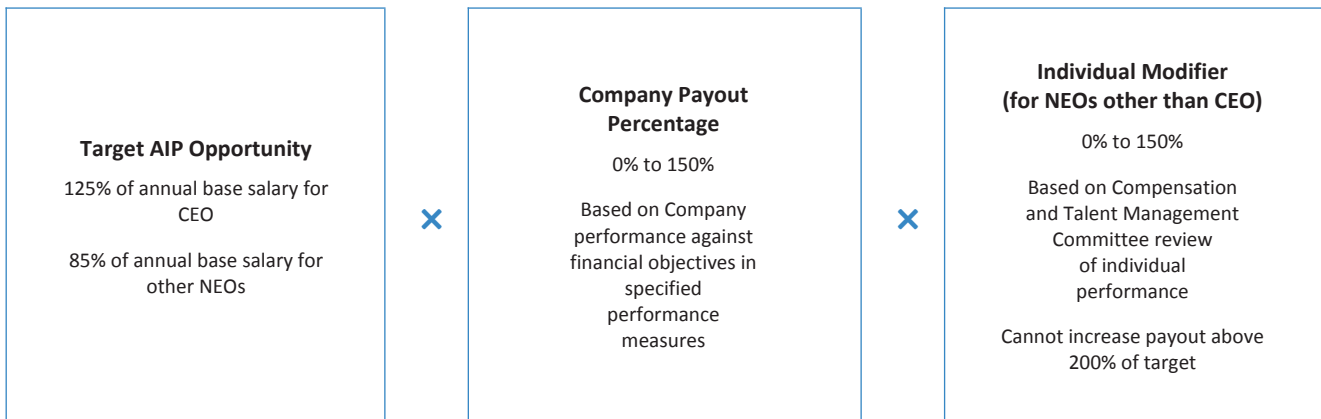 Target AIP Opportunity
125% of annual base salary for
CEO
85% of annual base salary for
other NEOs
×
Company Payout
Percentage
0% to 150%
Based on Company
performance against
financial objectives in
specified
performance
measures
×
Individual Modifier
(for NEOs other than CEO)
0% to 150%
Based on Compensation
and Talent Management
Committee review
of individual
performance
Cannot increase payout above
200% of target